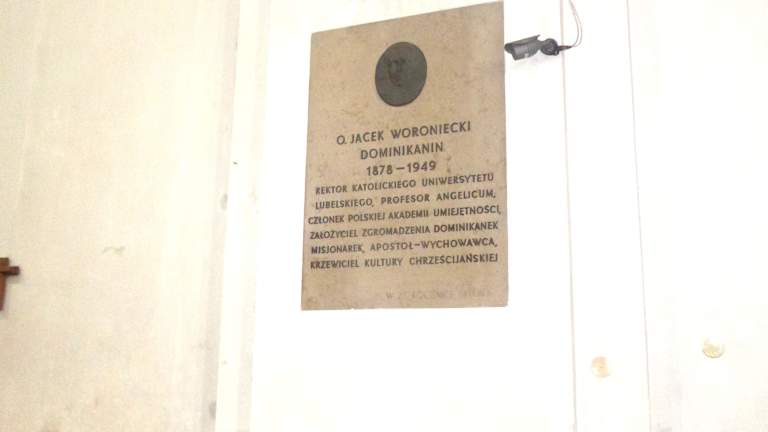 O. JACEK WORONIECKI
DOMINIKANIN
1878–1949
REKTOR KATOLICKIEGO UNIWERSYTETU
LUBELSKIEGO, PROFESOR ANGELICUM,
CZŁONEK POLSKIEJ AKADEMII UMIEJĘTNOŚCI,
ZAŁOŻYCIEL ZGROMADZENIA DOMINIKANEK
MISJONAREK, APOSTOŁ-WYCHOWAWCA,
KRZEWICIEL KULTURY CHRZEŚCIJAŃSKIEJ